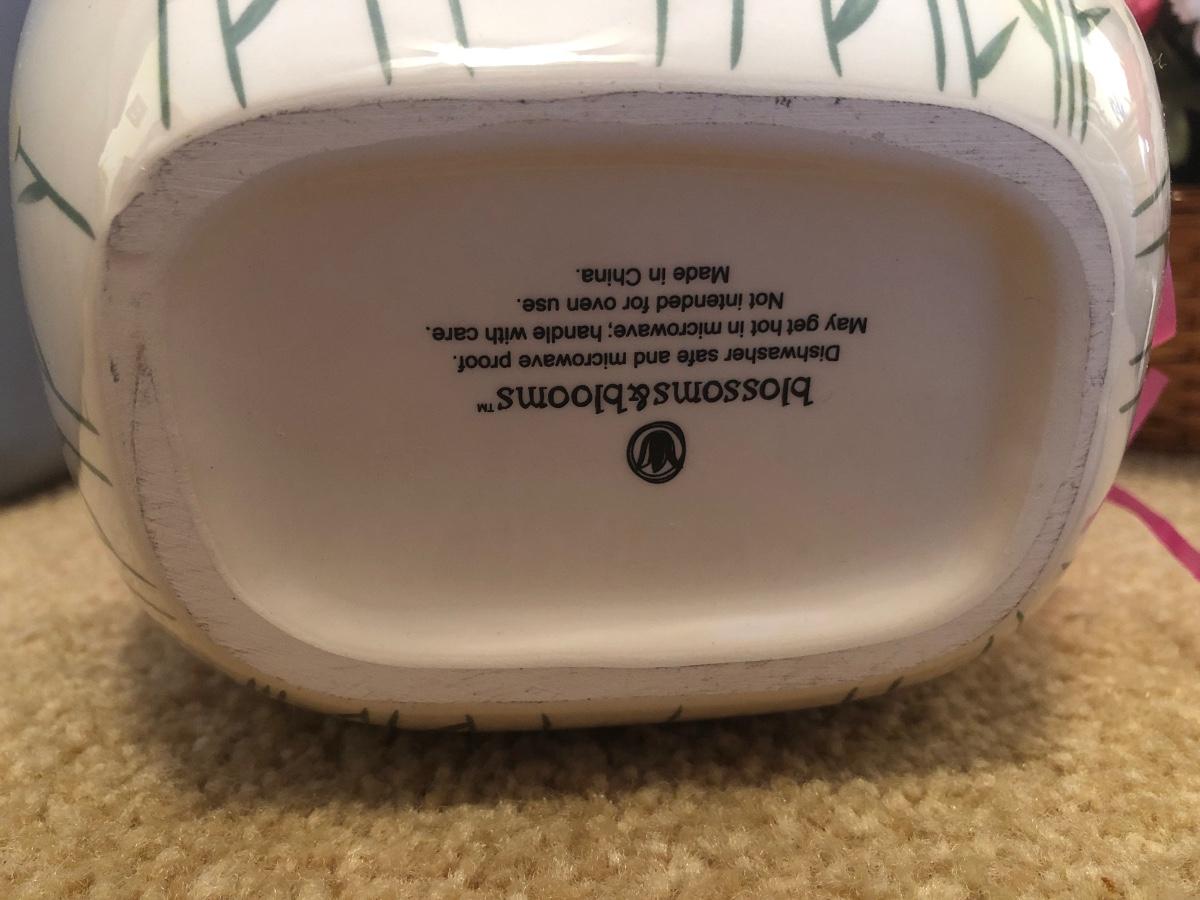 blossoms&blooms™
Dishwasher safe and microwave proof.
May get hot in microwave; handle with care.
Not intended for oven use.
Made in China.